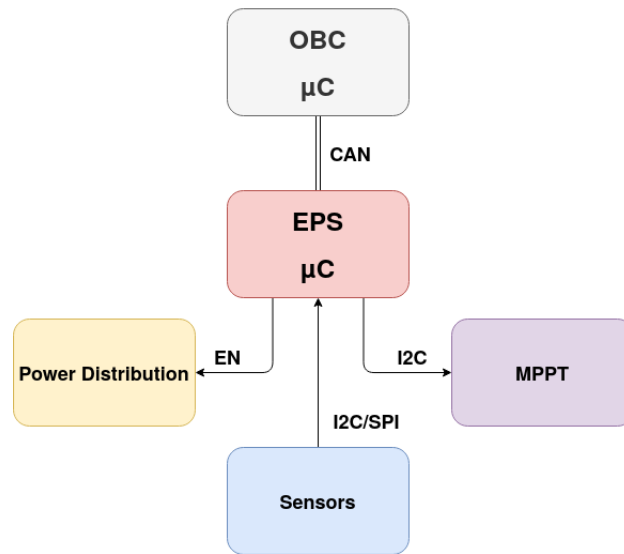 OBC
µC
CAN
EPS
µC
EN
I2C
Power Distribution
MPPT
I2C/SPI
Sensors